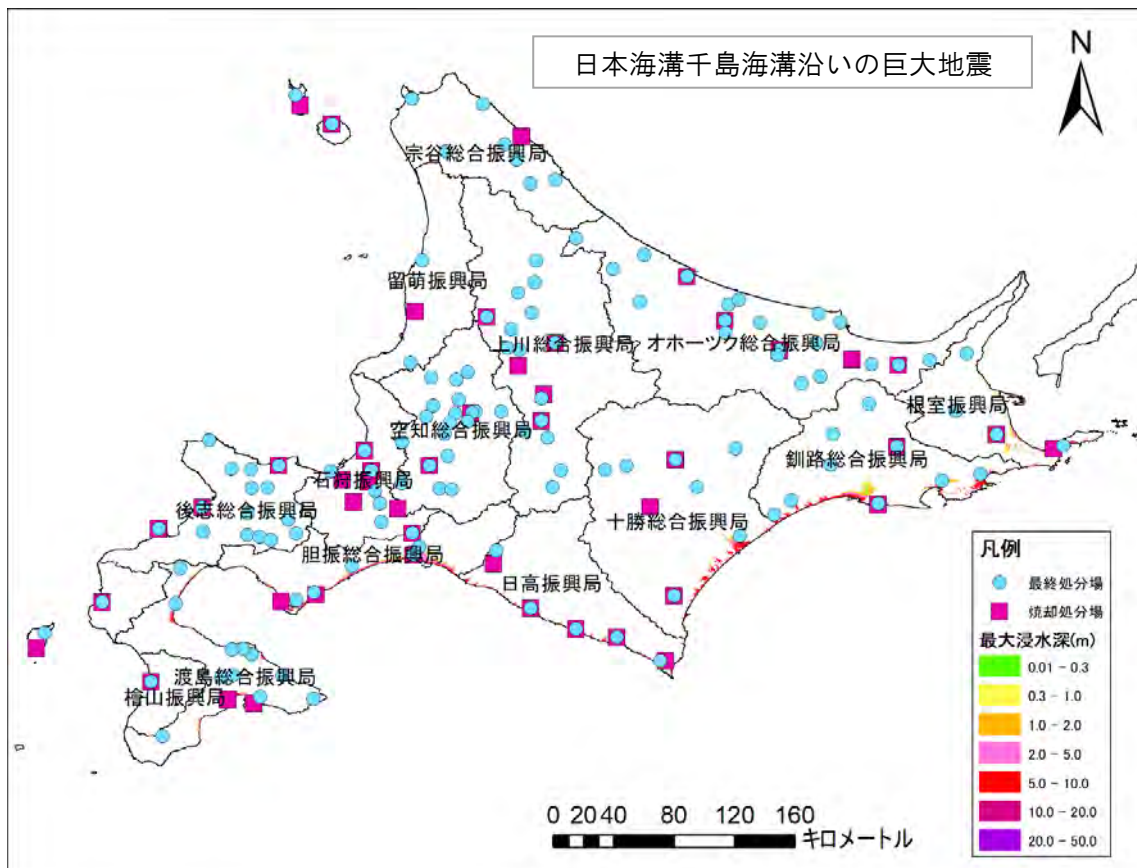 日本海溝千島海溝沿いの巨大地震
N
宗谷総合振興局
留萌振興局
上川総合振興局
オホーツク総合振興局
根室振興局
空知総合振興局
釧路総合振興局
石狩振興局
後志総合振興局
十勝総合振興局
胆振総合振興局
日高振興局
渡島総合振興局
檜山振興局
凡例
最終処分場
焼却処分場
最大浸水深(m)
0.01 - 0.3
0.3 - 1.0
1.0 - 2.0
2.0 - 5.0
5.0 - 10.0
10.0 - 20.0
20.0 - 50.0
0 20 40 80 120 160
キロメートル